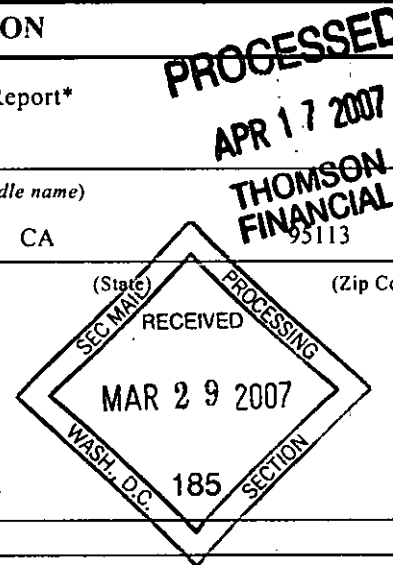 ON
PROCESSED
Report*
APR 17 2007
dle name)
THOMSON
FINANCIAL
CA 95113
(State) (Zip Co
SEC MAIL PROCESSING
RECEIVED
MAR 29 2007
WASH., D.C. 185 SECTION